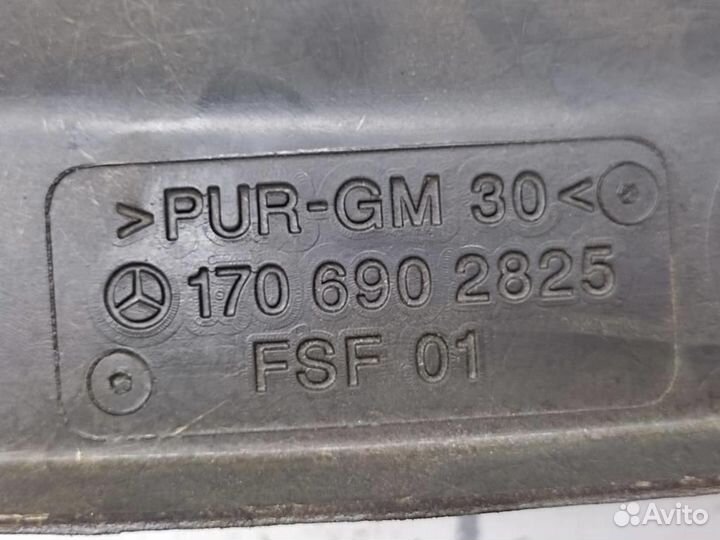 >PUR-GM 30<
170 690 2825
FSF 01
Avito